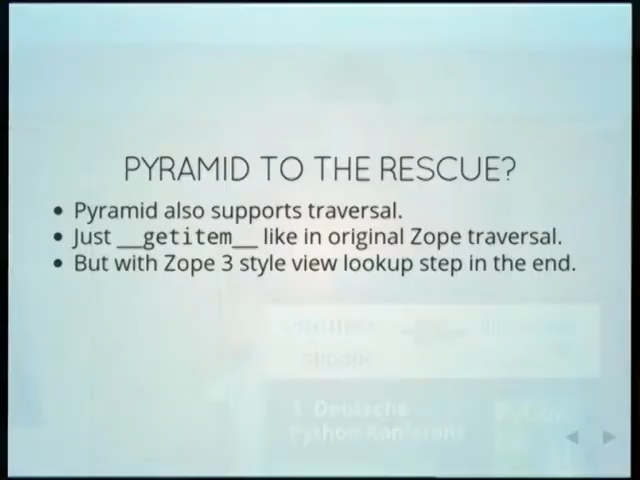 PYRAMID TO THE RESCUE?
Pyramid also supports traversal.
Just __getitem__ like in original Zope traversal.
But with Zope 3 style view lookup step in the end.
Deutsche
Python Konferenz